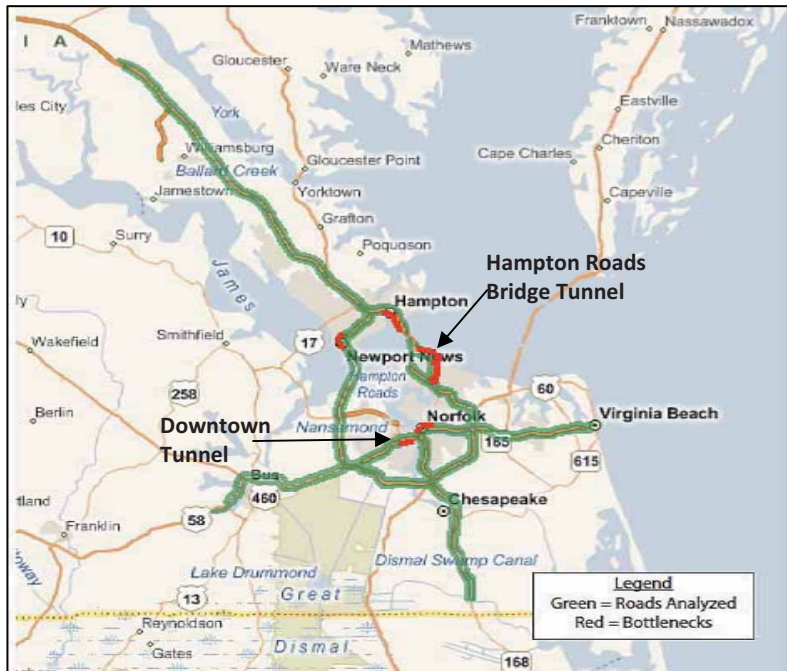 I A
Franktown
Nassawadox
Mathews
Gloucester
Ware Neck
les City
York
Eastville
Williamsburg
Cheriton
Ballard Creek
Gloucester Point
Cape Charles
Jamestown
Yorktown
Capeville
10
Surry
Grafton
James
Poquoson
Hampton Roads
Bridge Tunnel
Hampton
ly
Smithfield
17
Wakefield
Newport News
Hampton
Roads
258
60
Berlin
Norfolk
Virginia Beach
Downtown
Tunnel
Nansemond
165
615
Bus
460
rtland
Chesapeake
58
Franklin
Dismal Swamp Canal
Lake Drummond
13
Great
Legend
Green = Roads Analyzed
Red = Bottlenecks
Reynoldson
Gates
Dismal
168